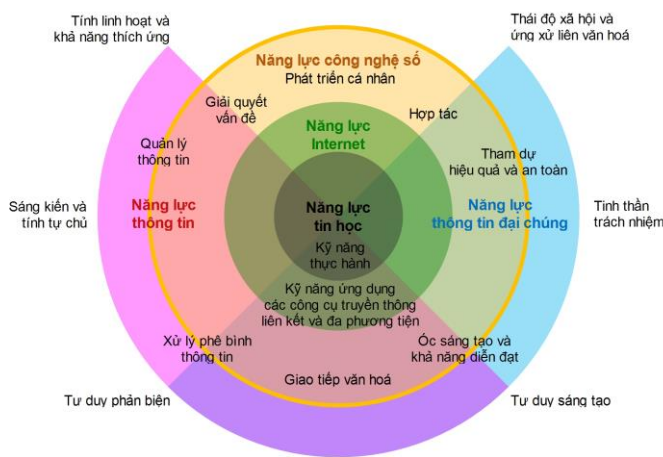 Tính linh hoạt và
khả năng thích ứng
Thái độ xã hội và
ứng xử liên văn hoá
Năng lực công nghệ số
Phát triển cá nhân
Giải quyết
vấn đề
Hợp tác
Năng lực
Internet
Quản lý
thông tin
Tham dự
hiệu quả và an toàn
Sáng kiến và
tính tự chủ
Năng lực
thông tin
Năng lực
tin học
Năng lực
thông tin đại chúng
Tinh thần
trách nhiệm
Kỹ năng
thực hành
Kỹ năng ứng dụng
các công cụ truyền thông
liên kết và đa phương tiện
Xử lý phê bình
thông tin
Óc sáng tạo và
khả năng diễn đạt
Giao tiếp văn hoá
Tư duy phản biện
Tư duy sáng tạo